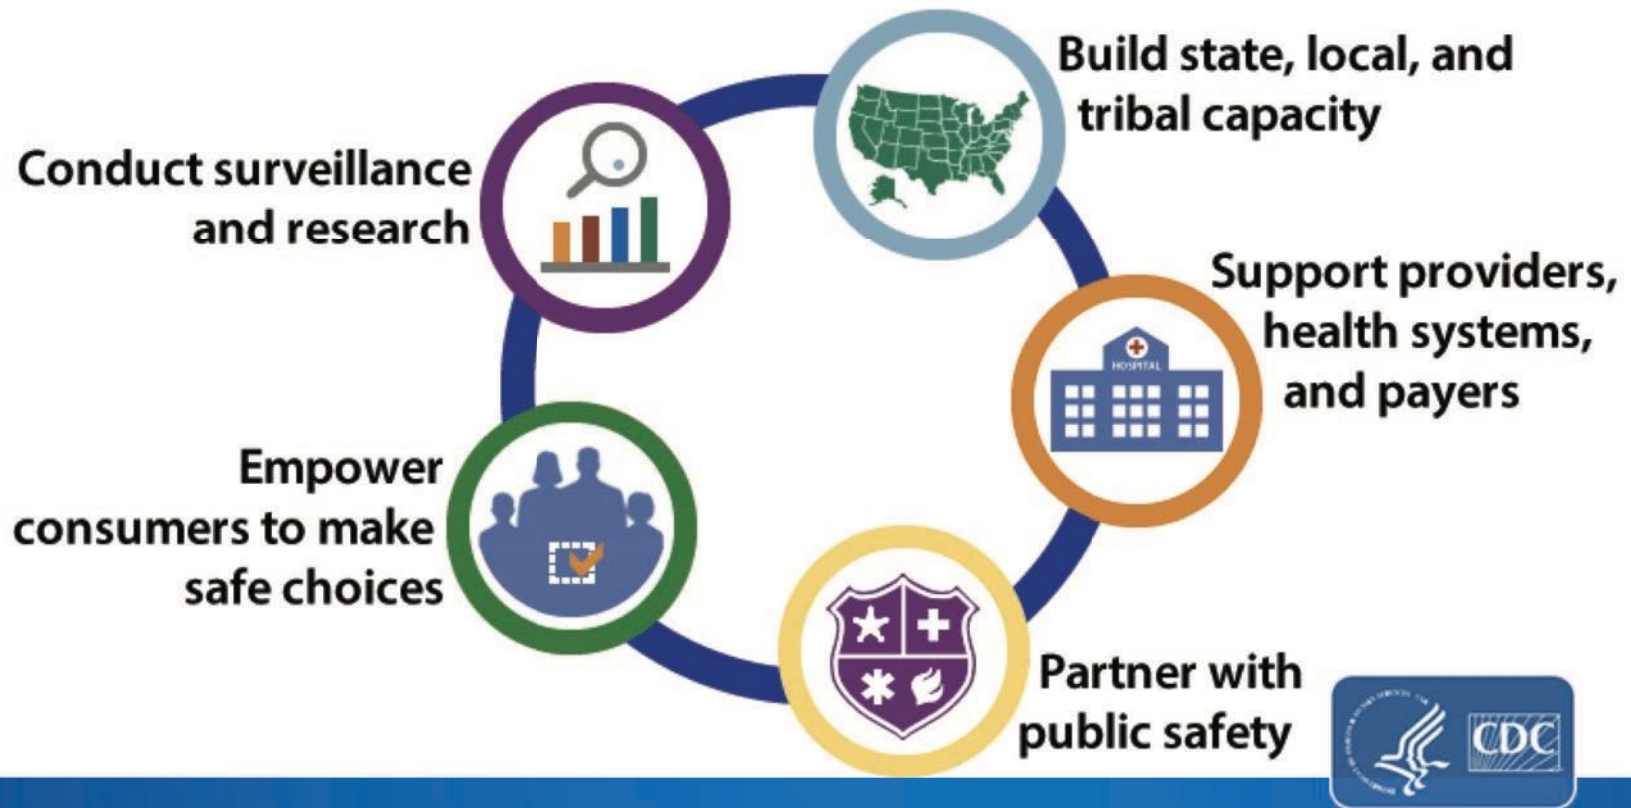 Build state, local, and
tribal capacity
Conduct surveillance
and research
Support providers,
health systems,
and payers
HOSPITAL
Empower
consumers to make
safe choices
Partner with
public safety
CDC